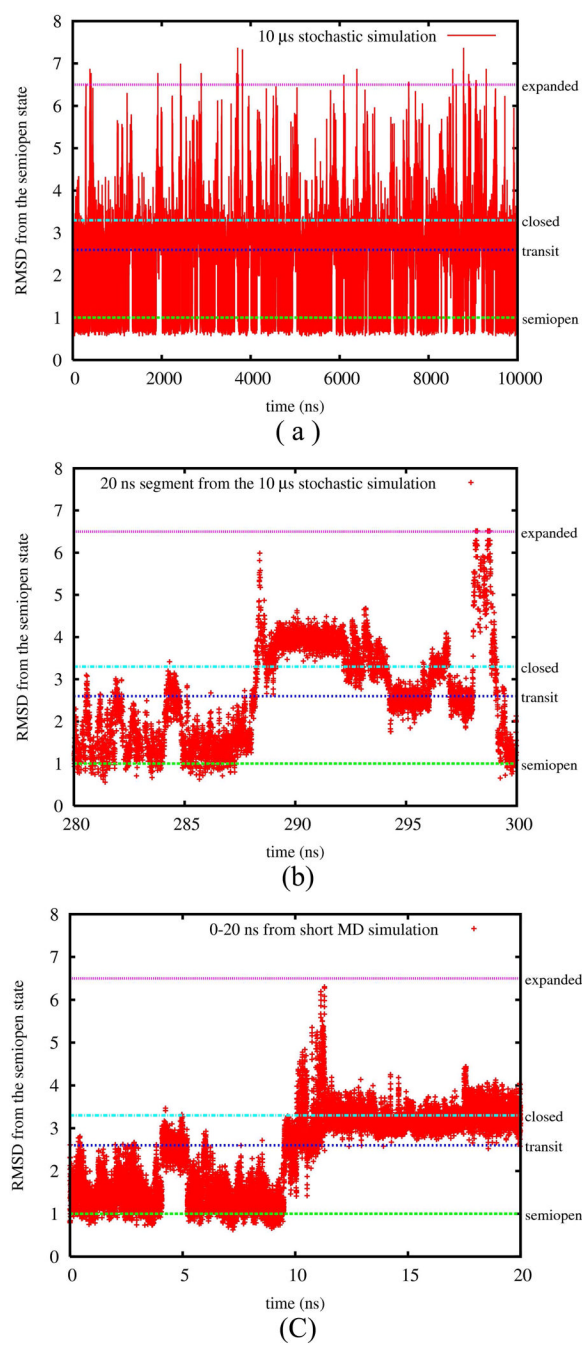 8
10 µs stochastic simulation
7
expanded
6
5
4
closed
3
transit
2
1
semiopen
0
0 2000 4000 6000 8000 10000
RMSD from the semiopen state
time (ns)
( a )
8
20 ns segment from the 10 µs stochastic simulation
7
expanded
6
5
4
closed
3
transit
2
1
semiopen
0
280 285 290 295 300
RMSD from the semiopen state
time (ns)
(b)
8
0-20 ns from short MD simulation
7
expanded
6
5
4
closed
3
transit
2
1
semiopen
0
0 5 10 15 20
RMSD from the semiopen state
time (ns)
(C)